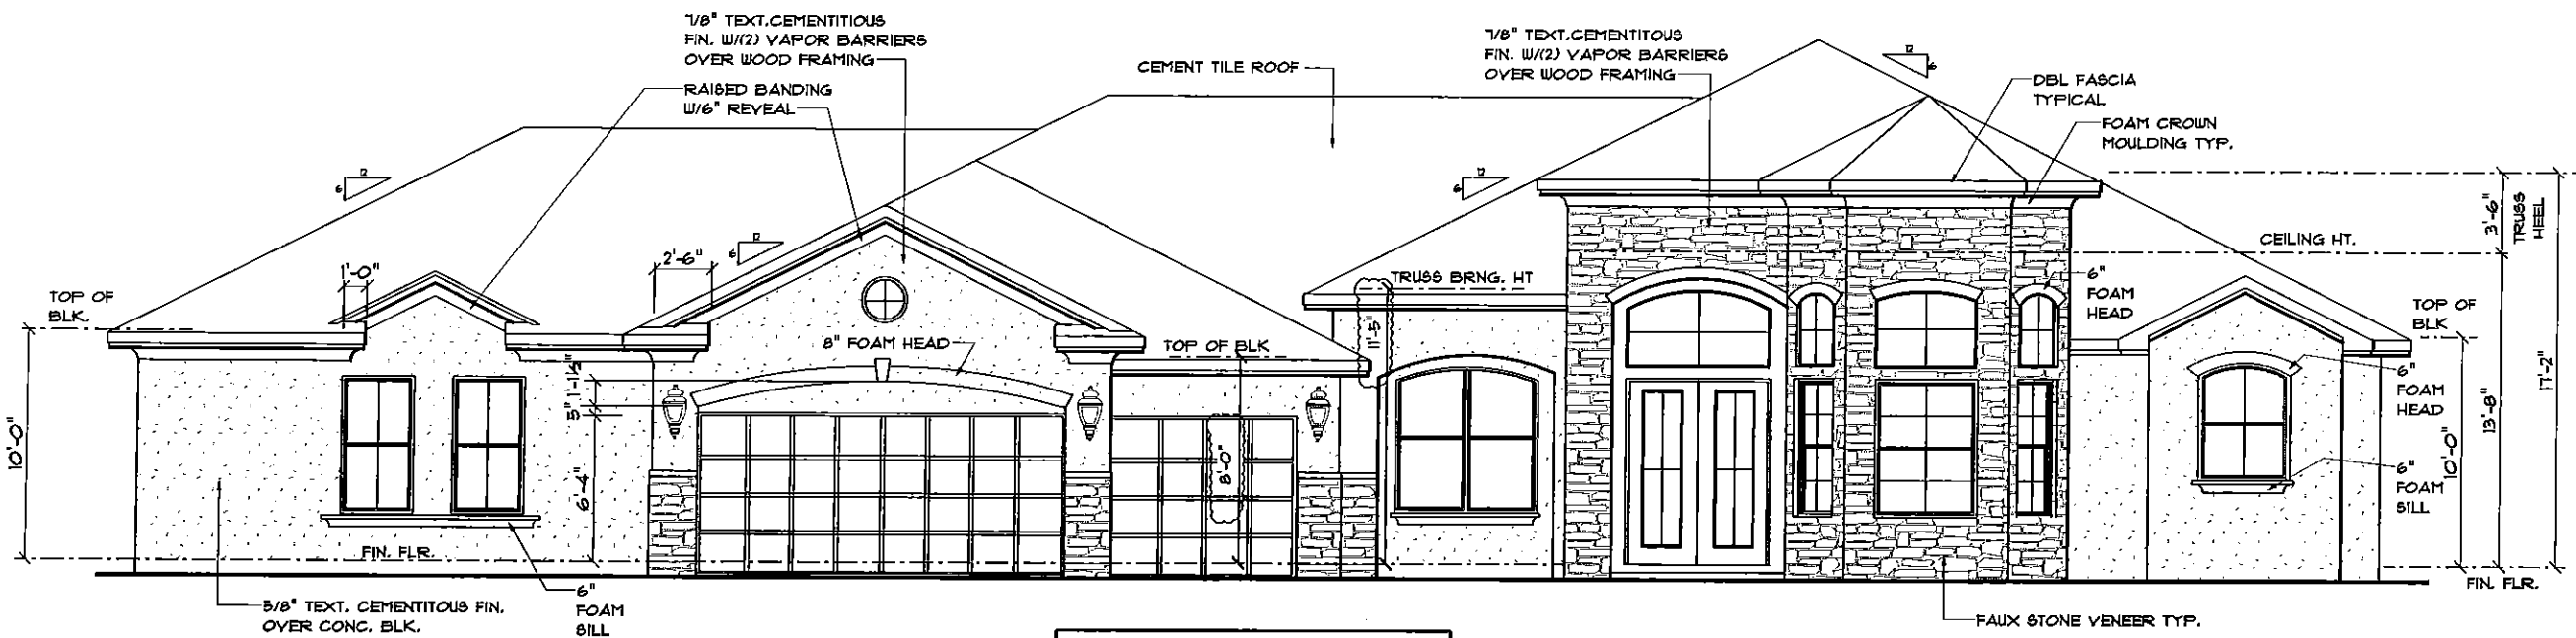 7/8" TEXT.CEMENTITIOUS
FIN. W/(2) VAPOR BARRIERS
OVER WOOD FRAMING
RAISED BANDING
W/6" REVEAL
CEMENT TILE ROOF
7/8" TEXT.CEMENTITOUS
FIN. W/(2) VAPOR BARRIERS
OVER WOOD FRAMING
DBL FASCIA
TYPICAL
FOAM CROWN
MOULDING TYP.
12
6
12
6
12
6
12
6
1'-0"
2'-6"
TOP OF
BLK.
10'-0"
8" FOAM HEAD
1'-1½"
5"
6'-4"
TOP OF BLK
8'-0"
TRUSS BRNG. HT
11'-5"
CEILING HT.
6"
FOAM
HEAD
3'-6"
TRUSS
HEEL
TOP OF
BLK
6"
FOAM
HEAD
6"
FOAM
SILL
10'-0"
13'-8"
17'-2"
FIN. FLR.
FIN. FLR.
5/8" TEXT. CEMENTITOUS FIN.
OVER CONC. BLK.
6"
FOAM
SILL
FAUX STONE VENEER TYP.